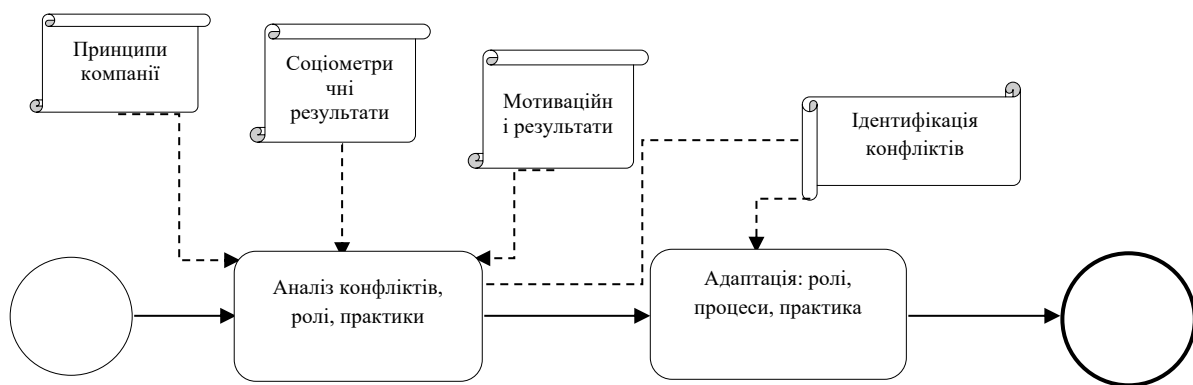 Принципи
компанії
Соціометри
чні
результати
Мотиваційн
і результати
Ідентифікація
конфліктів
Аналіз конфліктів,
ролі, практики
Адаптація: ролі,
процеси, практика